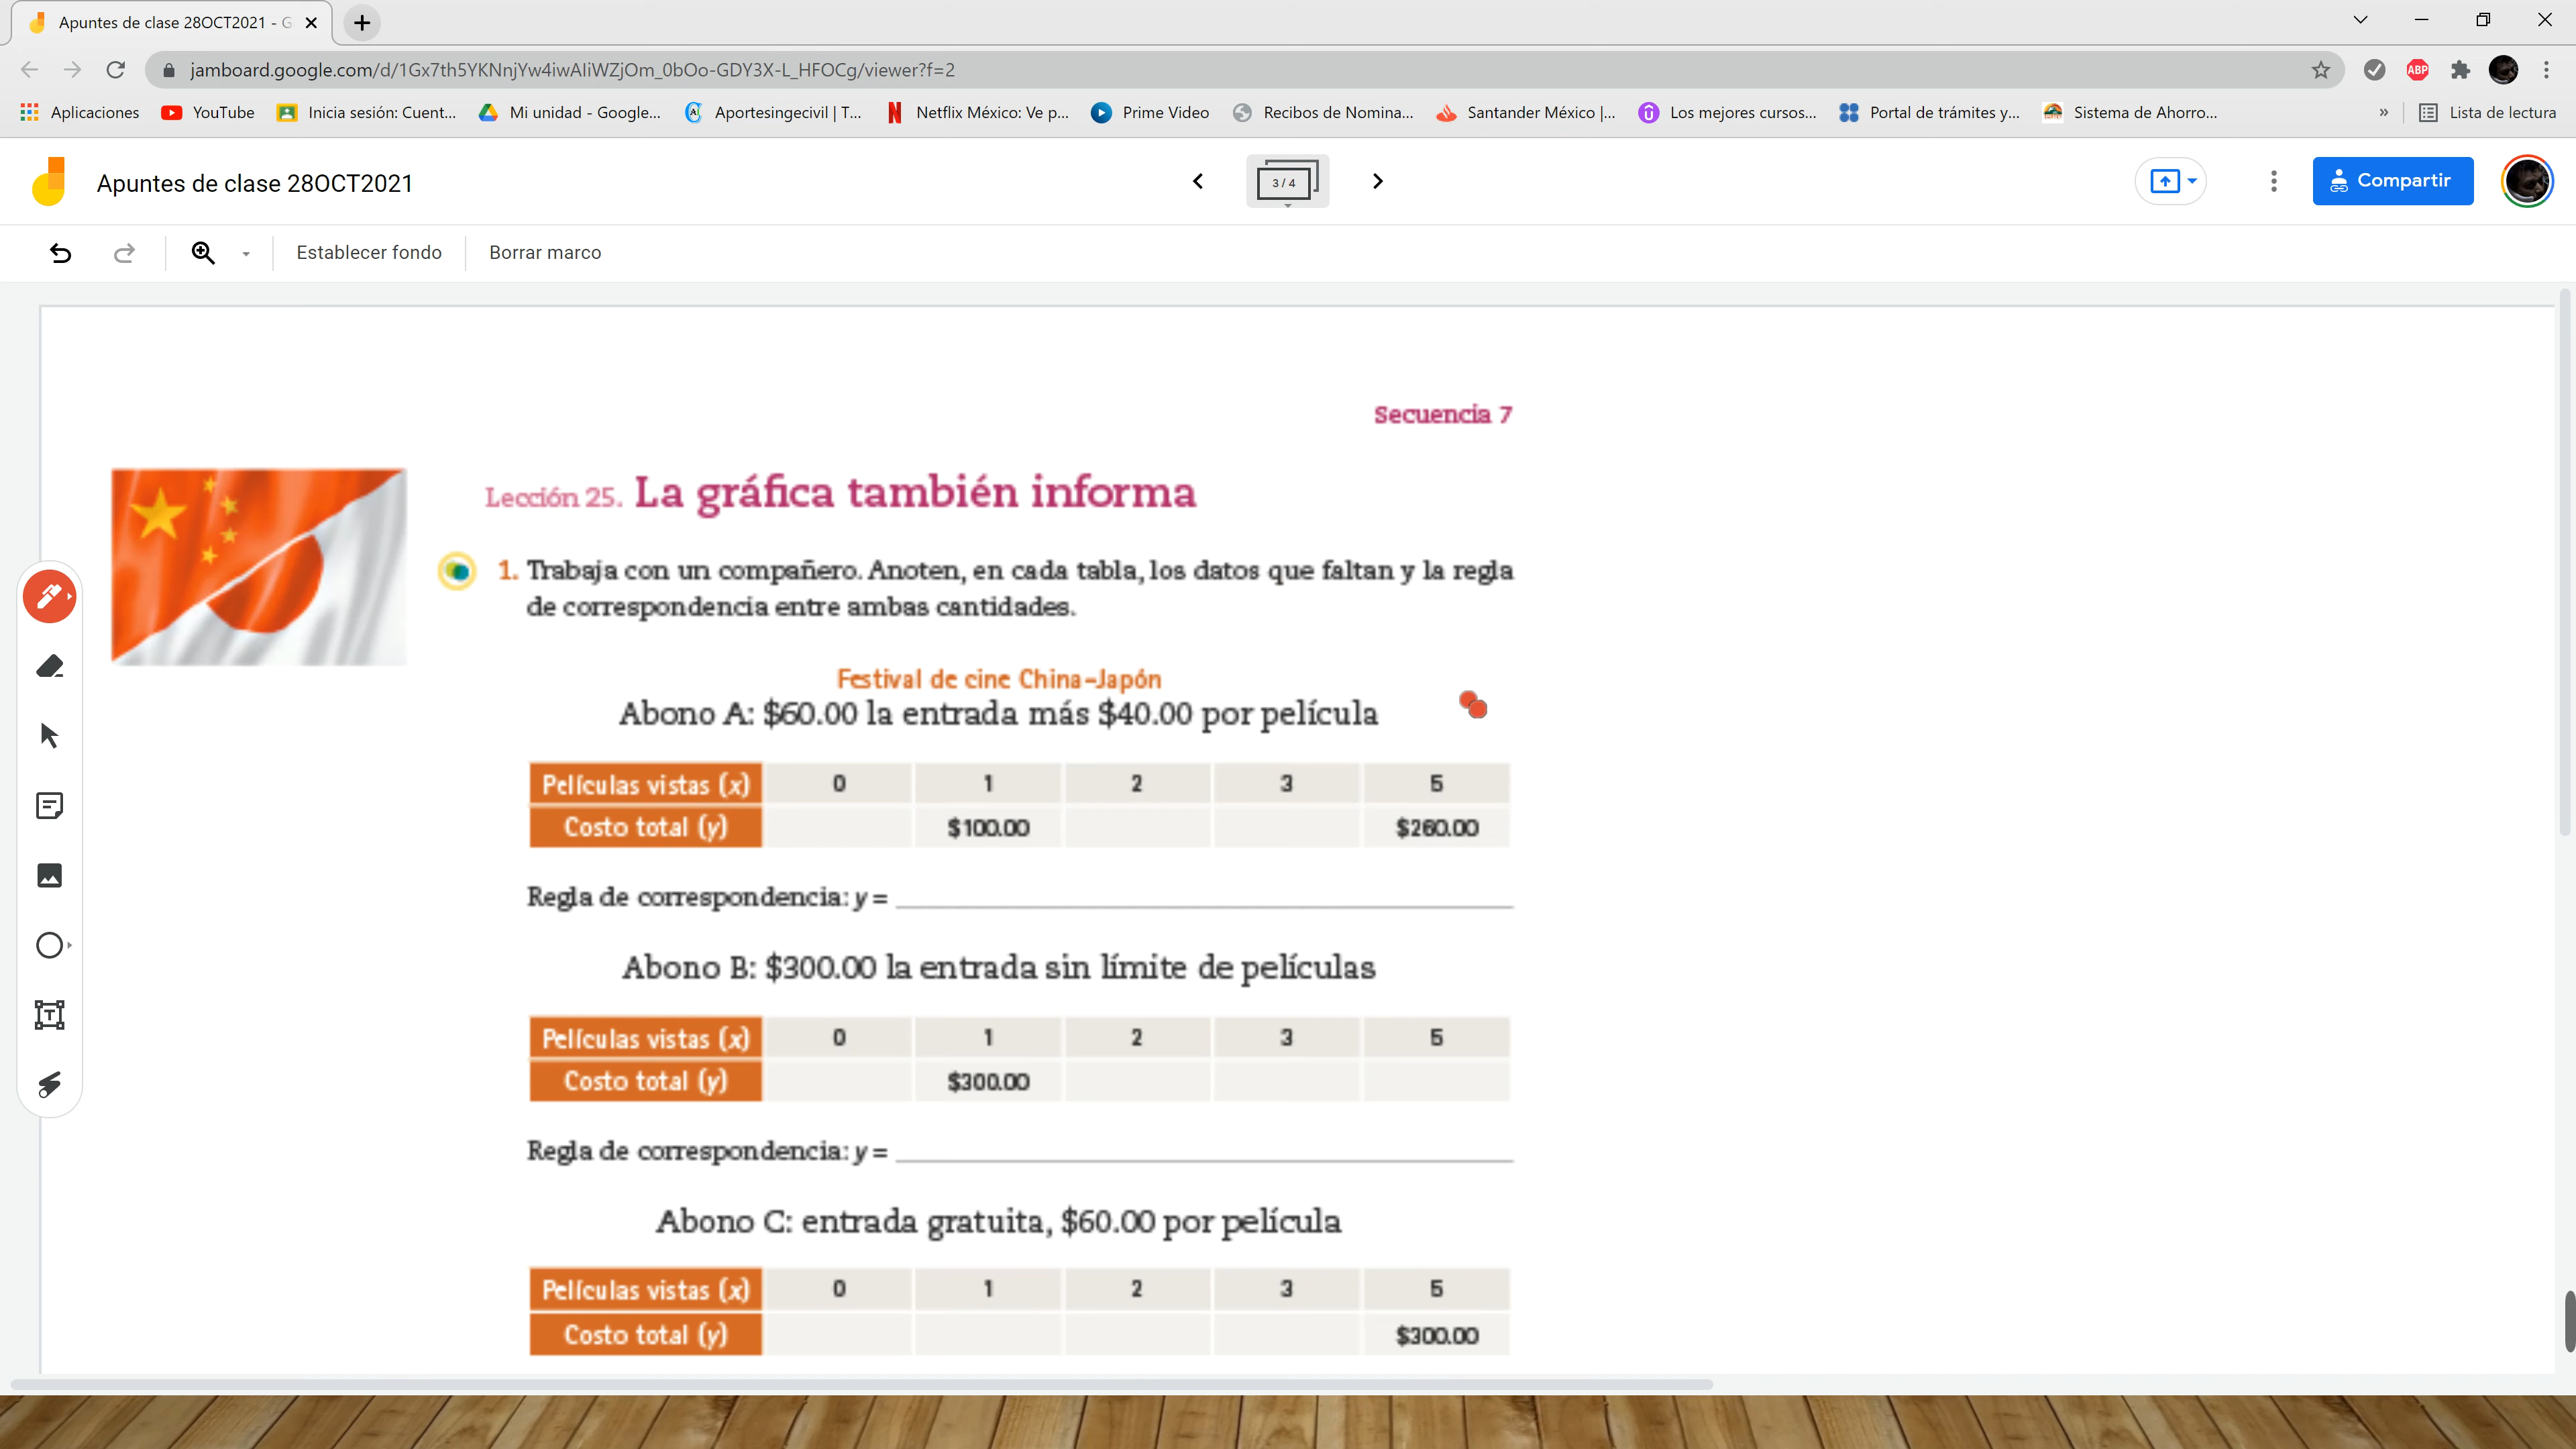 Apuntes de clase 28OCT2021 - G
jamboard.google.com/d/1Gx7th5YKNnjYw4iwAIiWZjOm_0bOo-GDY3X-L_HFOCg/viewer?f=2
ABP
Aplicaciones YouTube Inicia sesión: Cuent... Mi unidad - Google... Aportesingecivil | T... Netflix México: Ve p... Prime Video Recibos de Nomina... Santander México |... Los mejores cursos... Portal de trámites y... Sistema de Ahorro... » Lista de lectura
Apuntes de clase 28OCT2021 3 / 4 Compartir
Establecer fondo Borrar marco
Secuencia 7
Lección 25. La gráfica también informa
1. Trabaja con un compañero. Anoten, en cada tabla, los datos que faltan y la regla
de correspondencia entre ambas cantidades.
Festival de cine China–Japón
Abono A: $60.00 la entrada más $40.00 por película
Películas vistas (x) 0 1 2 3 5
Costo total (y) $100.00 $260.00
Regla de correspondencia: y = ____
Abono B: $300.00 la entrada sin límite de películas
Películas vistas (x) 0 1 2 3 5
Costo total (y) $300.00
Regla de correspondencia: y = ____
Abono C: entrada gratuita, $60.00 por película
Películas vistas (x) 0 1 2 3 5
Costo total (y) $300.00